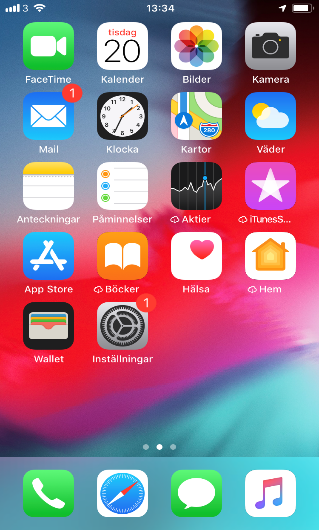 3 13:34
tisdag
20
FaceTime Kalender Bilder Kamera
1
280
Mail Klocka Kartor Väder
Anteckningar Påminnelser Aktier iTunesS...
App Store Böcker Hälsa Hem
1
Wallet Inställningar